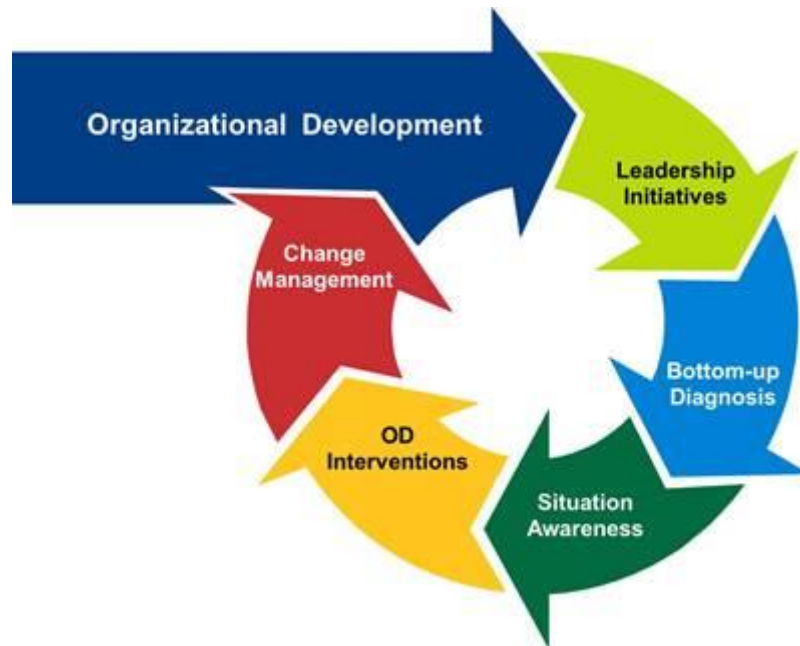 Organizational Development
Leadership
Initiatives
Bottom-up
Diagnosis
Situation
Awareness
OD
Interventions
Change
Management